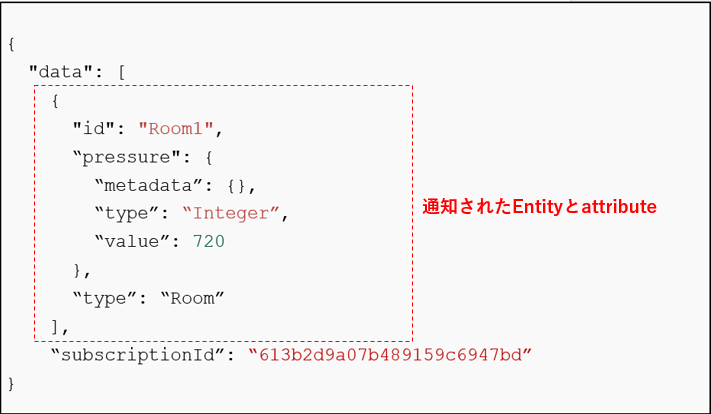 {
  "data": [
    {
      "id": "Room1",
      “pressure": {
        “metadata”: {},
        “type”: “Integer”,
        “value”: 720
      },
      “type”: “Room”
    ],
    “subscriptionId”: “613b2d9a07b489159c6947bd”
}
通知されたEntityとattribute